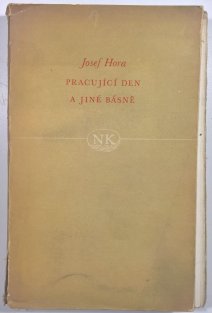 Josef Hora
PRACUJÍCÍ DEN
A JINÉ BÁSNĚ
NK